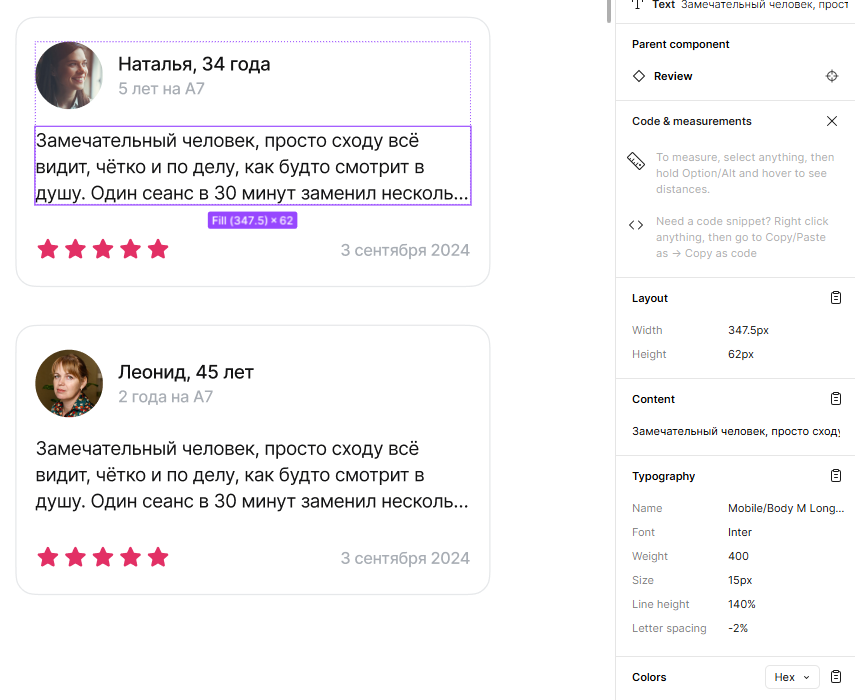 Наталья, 34 года
5 лет на А7
Замечательный человек, просто сходу всё
видит, чётко и по делу, как будто смотрит в
душу. Один сеанс в 30 минут заменил несколь...
Fill (347.5) × 62
3 сентября 2024
Леонид, 45 лет
2 года на А7
Замечательный человек, просто сходу всё
видит, чётко и по делу, как будто смотрит в
душу. Один сеанс в 30 минут заменил несколь...
3 сентября 2024
Text Замечательный человек, прост
Parent component
Review
Code & measurements
To measure, select anything, then
hold Option/Alt and hover to see
distances.
Need a code snippet? Right click
anything, then go to Copy/Paste
as → Copy as code
Layout
Width 347.5px
Height 62px
Content
Замечательный человек, просто сходу
Typography
Name Mobile/Body M Long...
Font Inter
Weight 400
Size 15px
Line height 140%
Letter spacing -2%
Colors Hex